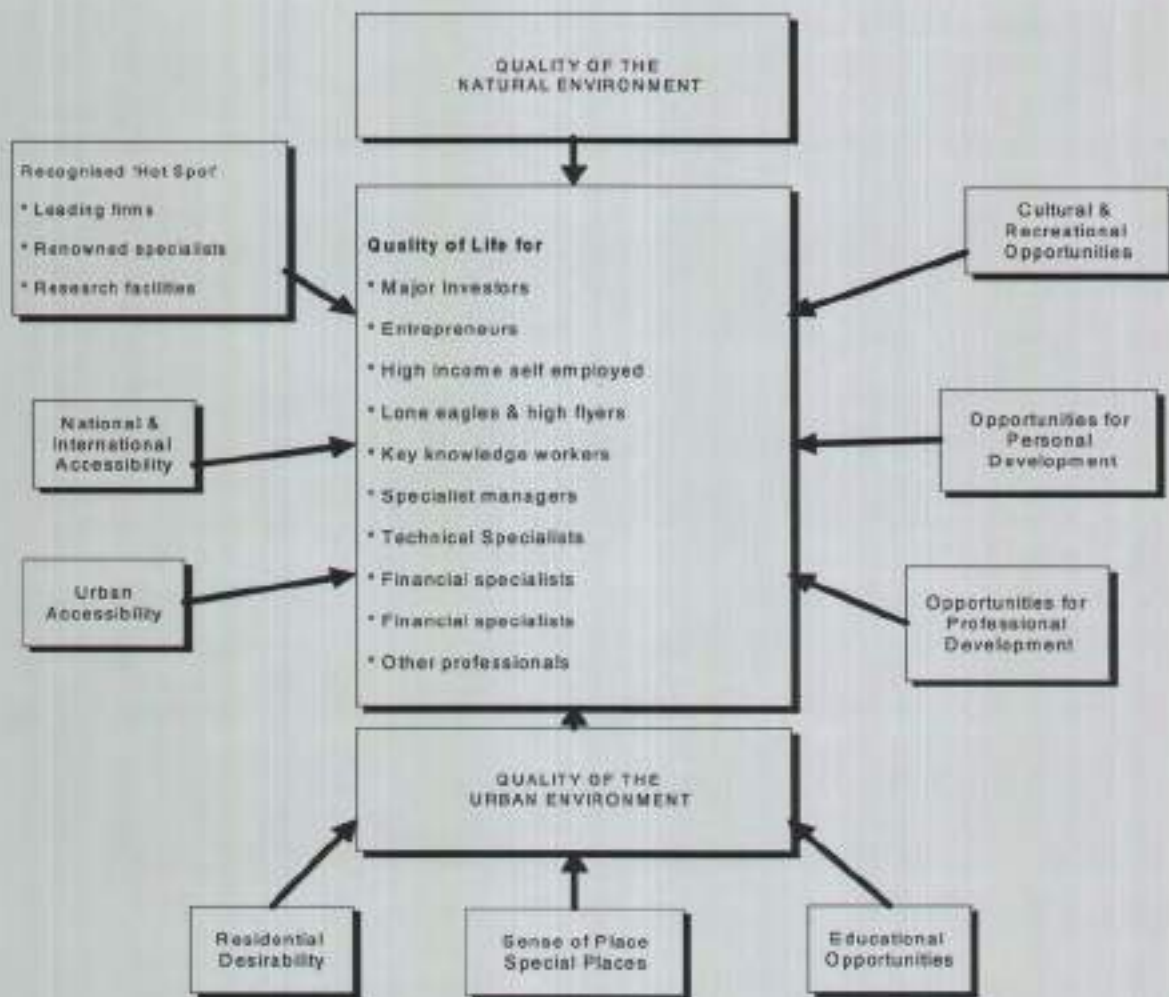 QUALITY OF THE
NATURAL ENVIRONMENT
Recognised 'Hot Spot'
* Leading firms
* Renowned specialists
* Research facilities
National &
International
Accessibility
Urban
Accessibility
Quality of Life for
* Major Investors
* Entrepreneurs
* High income self employed
* Lone eagles & high flyers
* Key knowledge workers
* Specialist managers
* Technical Specialists
* Financial specialists
* Financial specialists
* Other professionals
Cultural &
Recreational
Opportunities
Opportunities for
Personal
Development
Opportunities for
Professional
Development
QUALITY OF THE
URBAN ENVIRONMENT
Residential
Desirability
Sense of Place
Special Places
Educational
Opportunities